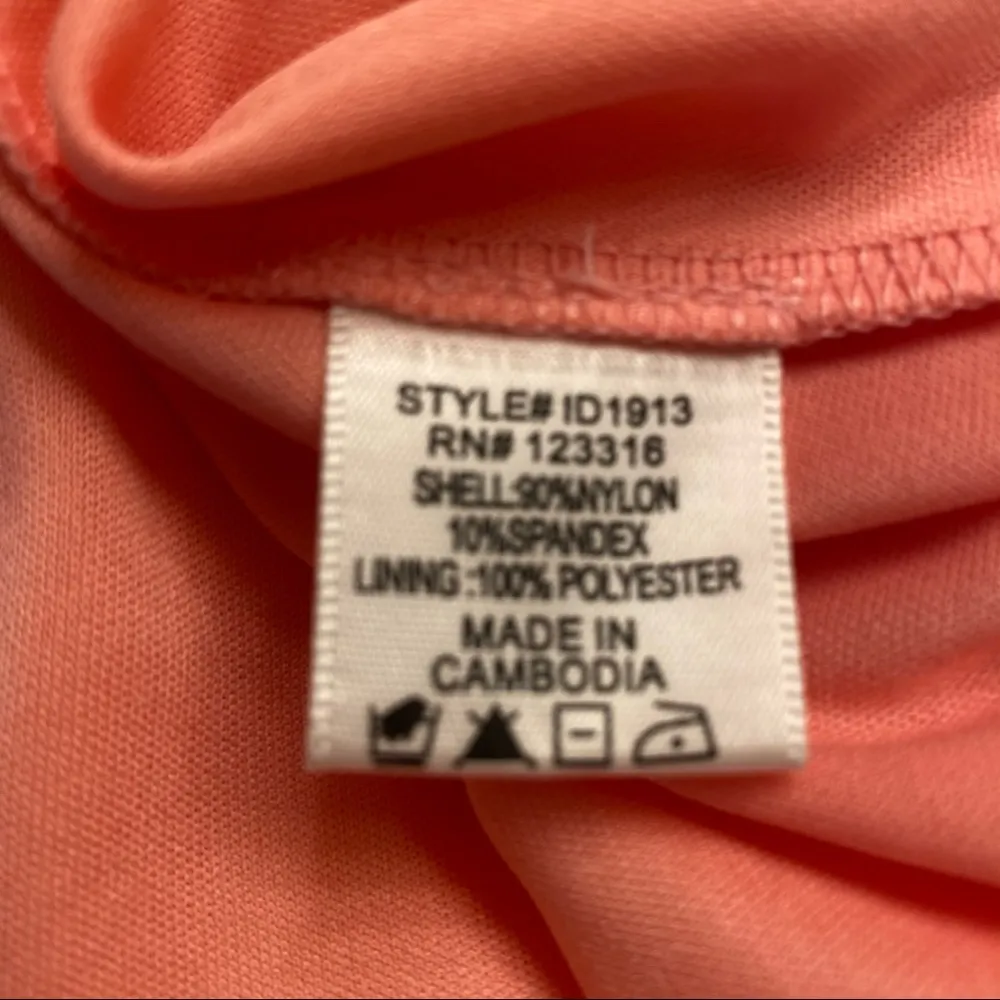 STYLE# ID1913
RN# 123316
SHELL:90%NYLON
10%SPANDEX
LINING :100% POLYESTER
MADE IN
CAMBODIA